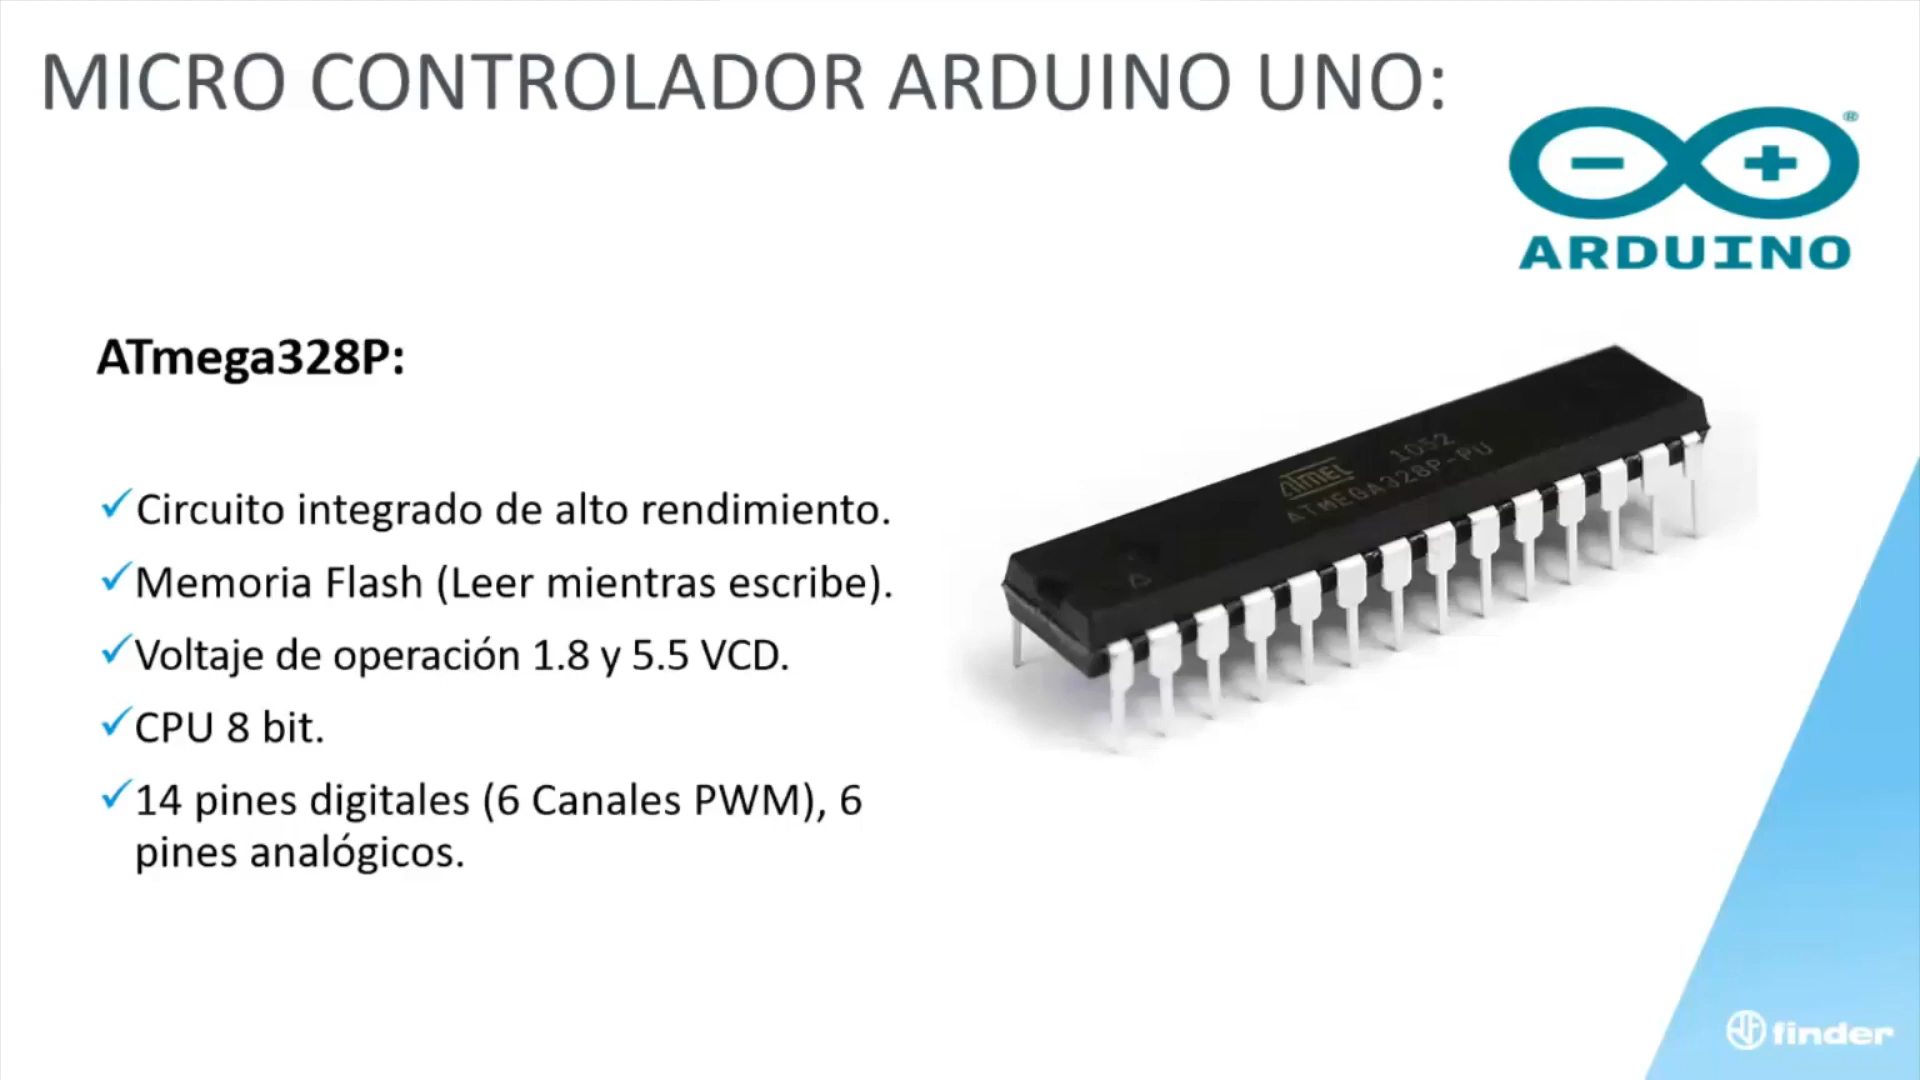 MICRO CONTROLADOR ARDUINO UNO:
®
ARDUINO
ATmega328P:
Circuito integrado de alto rendimiento.
Memoria Flash (Leer mientras escribe).
Voltaje de operación 1.8 y 5.5 VCD.
CPU 8 bit.
14 pines digitales (6 Canales PWM), 6
pines analógicos.
ATMEL 1052
ATMEGA328P-PU
finder